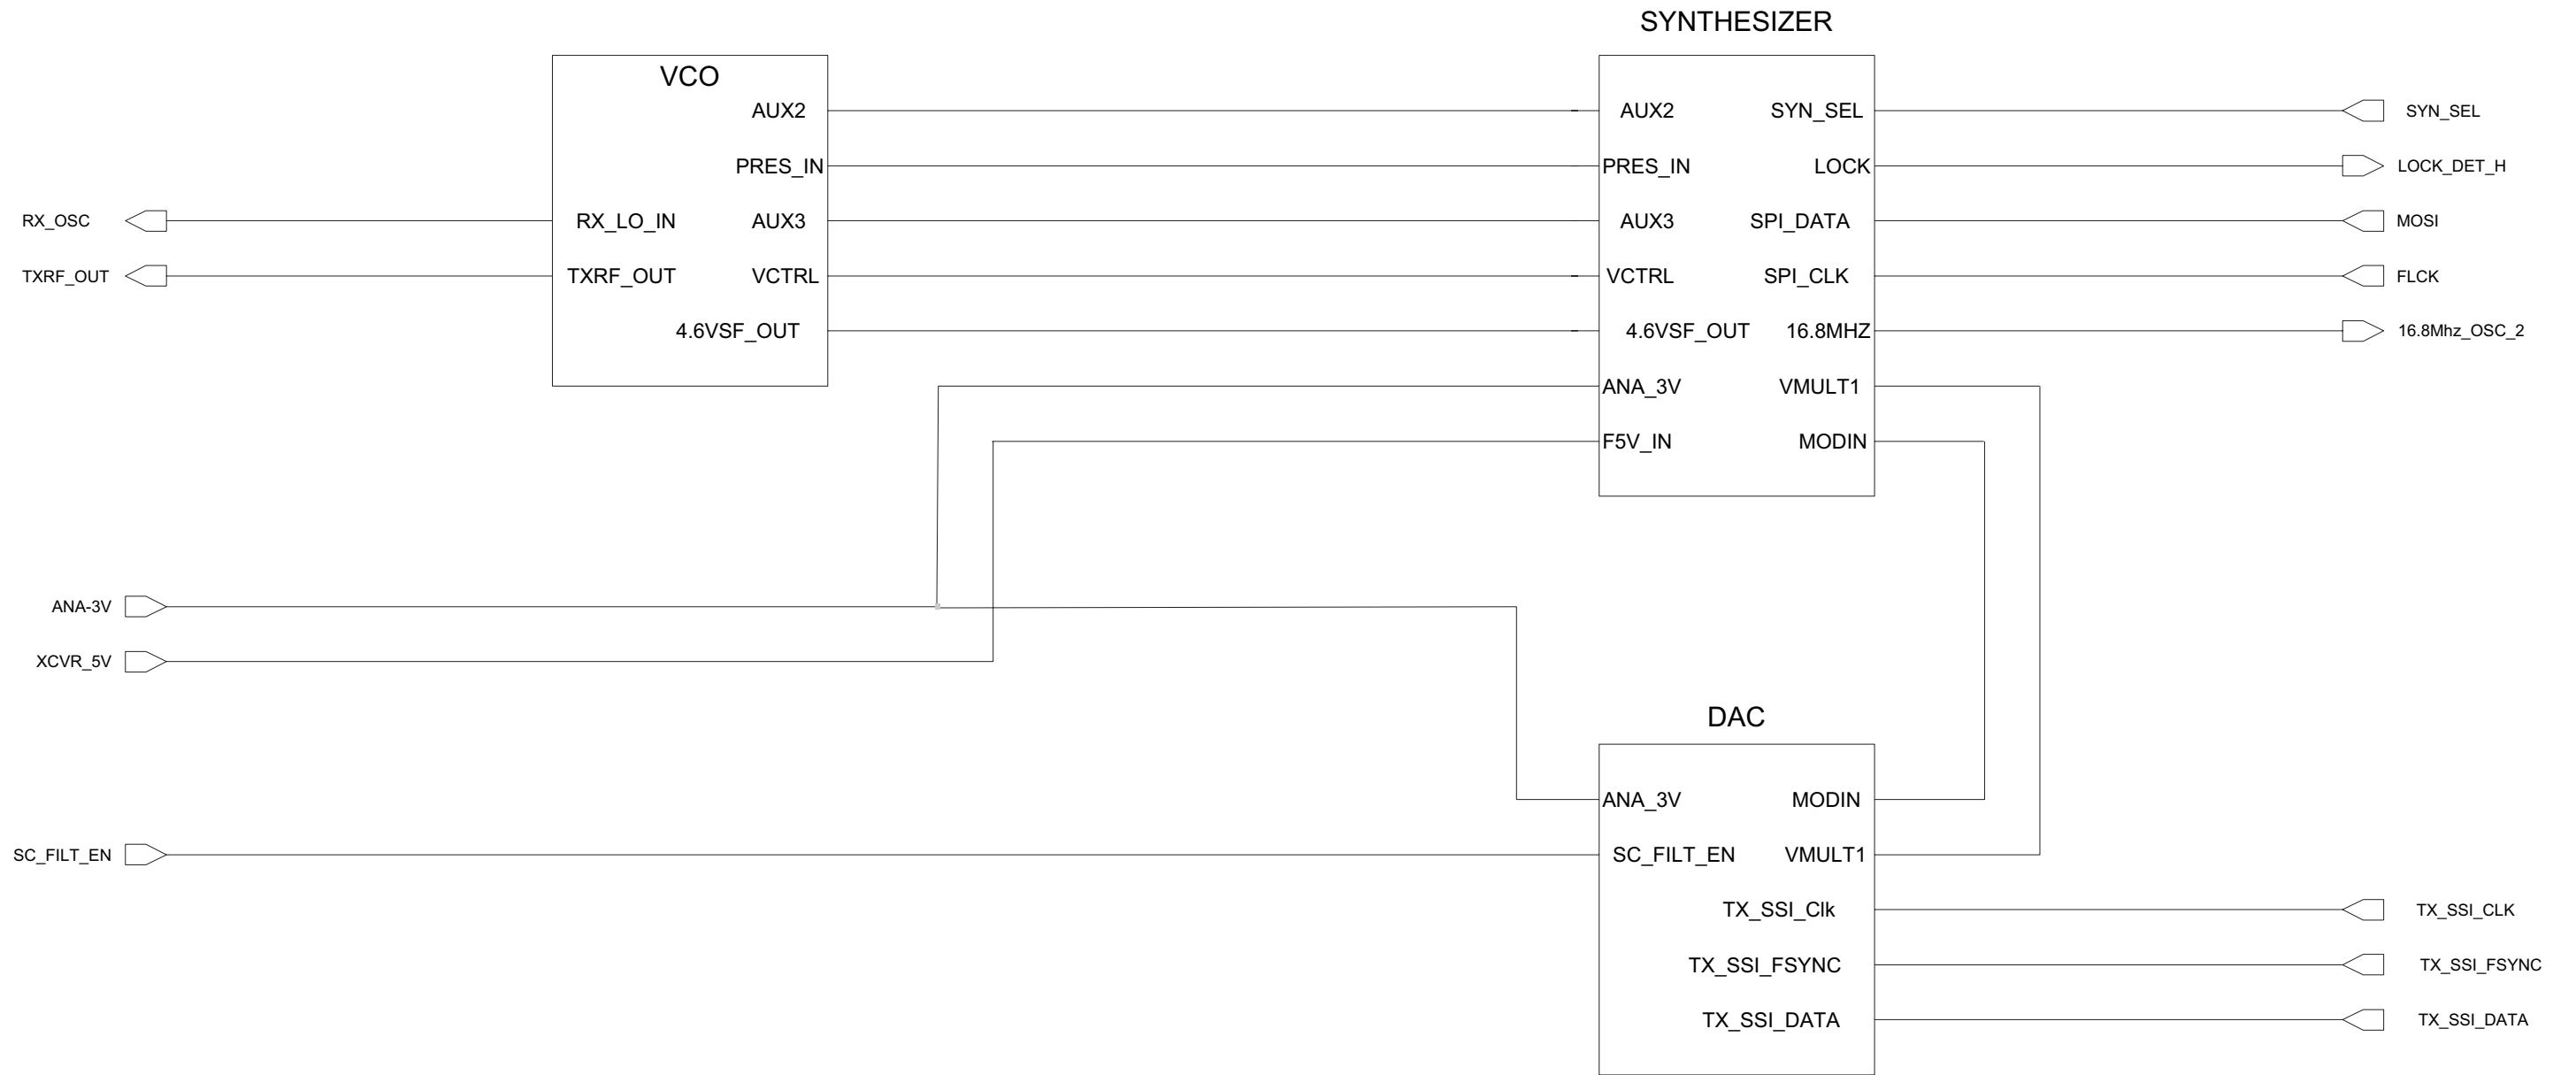 SYNTHESIZER
VCO
AUX2
PRES_IN
RX_LO_IN
AUX3
TXRF_OUT
VCTRL
4.6VSF_OUT
RX_OSC
TXRF_OUT
AUX2
SYN_SEL
PRES_IN
LOCK
AUX3
SPI_DATA
VCTRL
SPI_CLK
4.6VSF_OUT
16.8MHZ
ANA_3V
VMULT1
F5V_IN
MODIN
SYN_SEL
LOCK_DET_H
MOSI
FLCK
16.8Mhz_OSC_2
ANA-3V
XCVR_5V
SC_FILT_EN
DAC
ANA_3V
MODIN
SC_FILT_EN
VMULT1
TX_SSI_Clk
TX_SSI_FSYNC
TX_SSI_DATA
TX_SSI_CLK
TX_SSI_FSYNC
TX_SSI_DATA